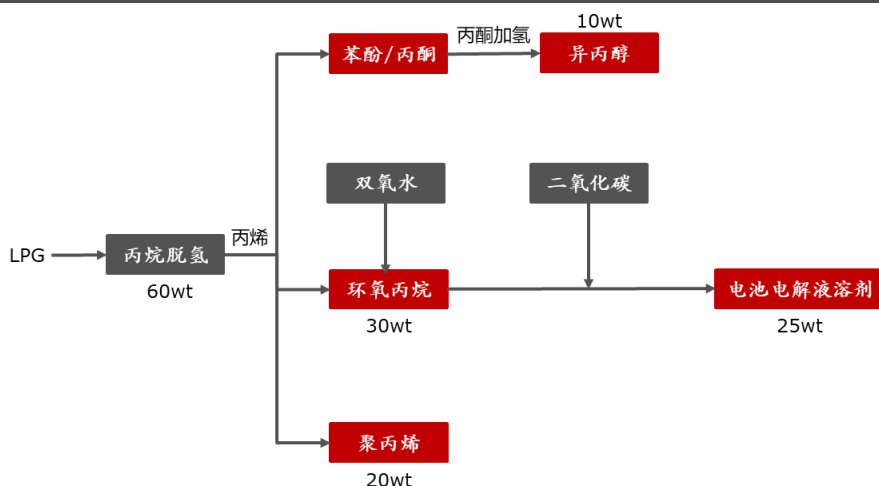 10wt
苯酚/丙酮
丙酮加氢
异丙醇
双氧水
二氧化碳
LPG
丙烷脱氢
丙烯
60wt
环氧丙烷
30wt
电池电解液溶剂
25wt
聚丙烯
20wt